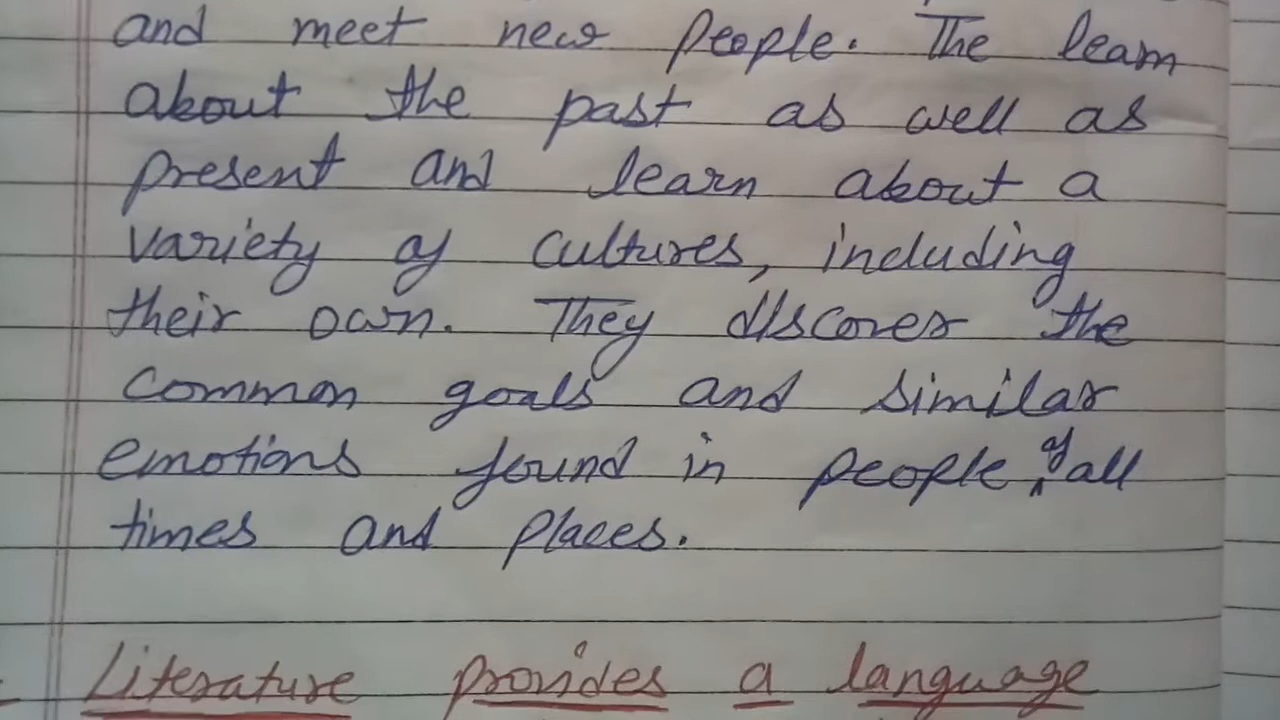 and meet new people. The learn
about the past as well as
present and learn about a
variety of cultures, including
their own. They discover the
common goals and similar
emotions found in people of all
times and places.
Literature provides a language